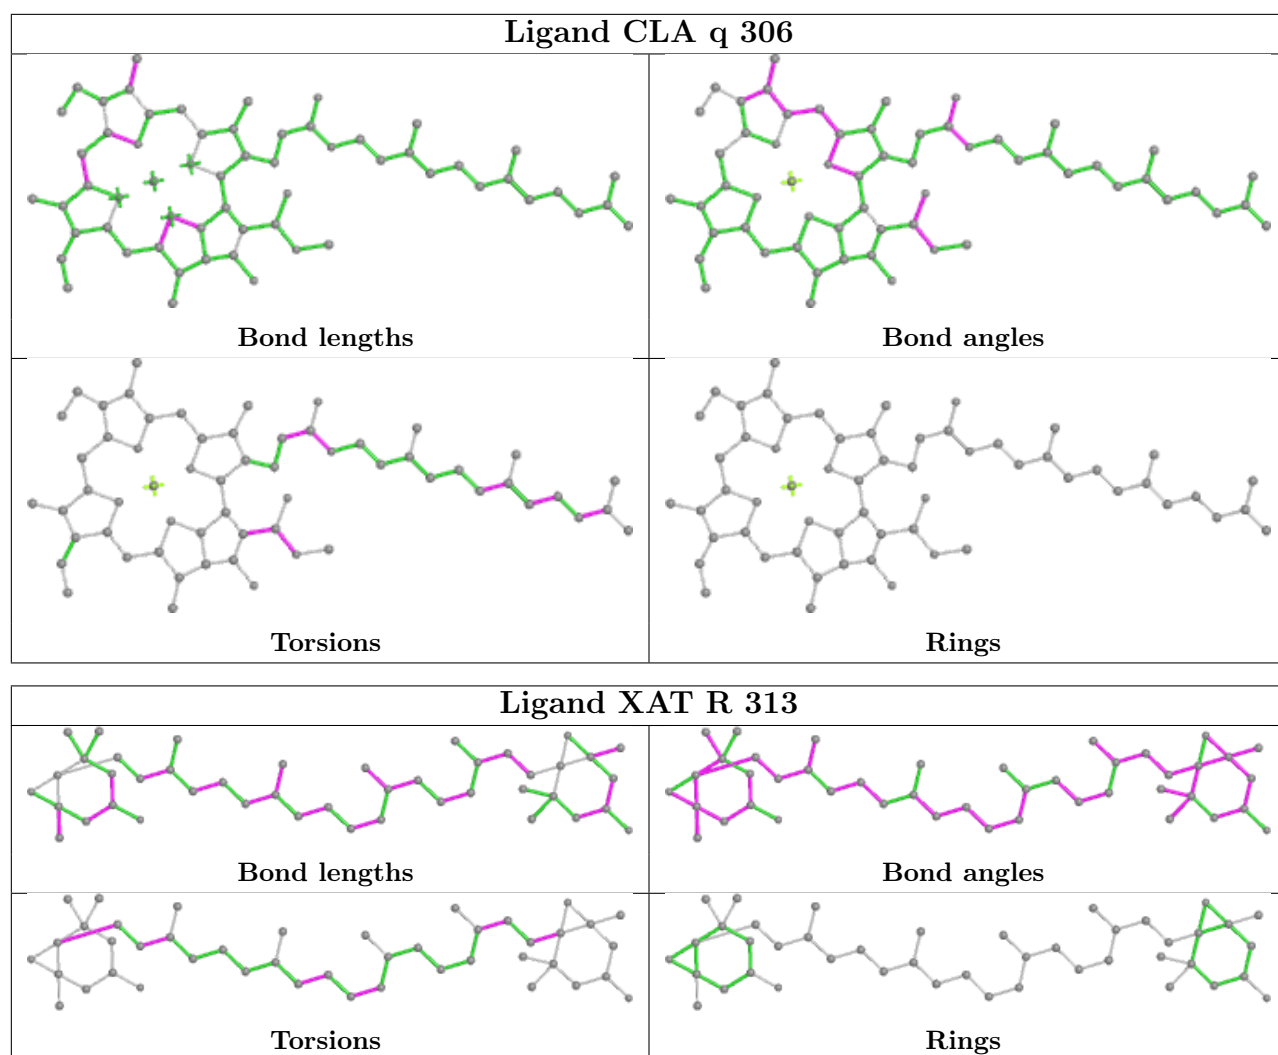 Ligand CLA q 306
Bond lengths
Bond angles
Torsions
Rings
Ligand XAT R 313
Bond lengths
Bond angles
Torsions
Rings